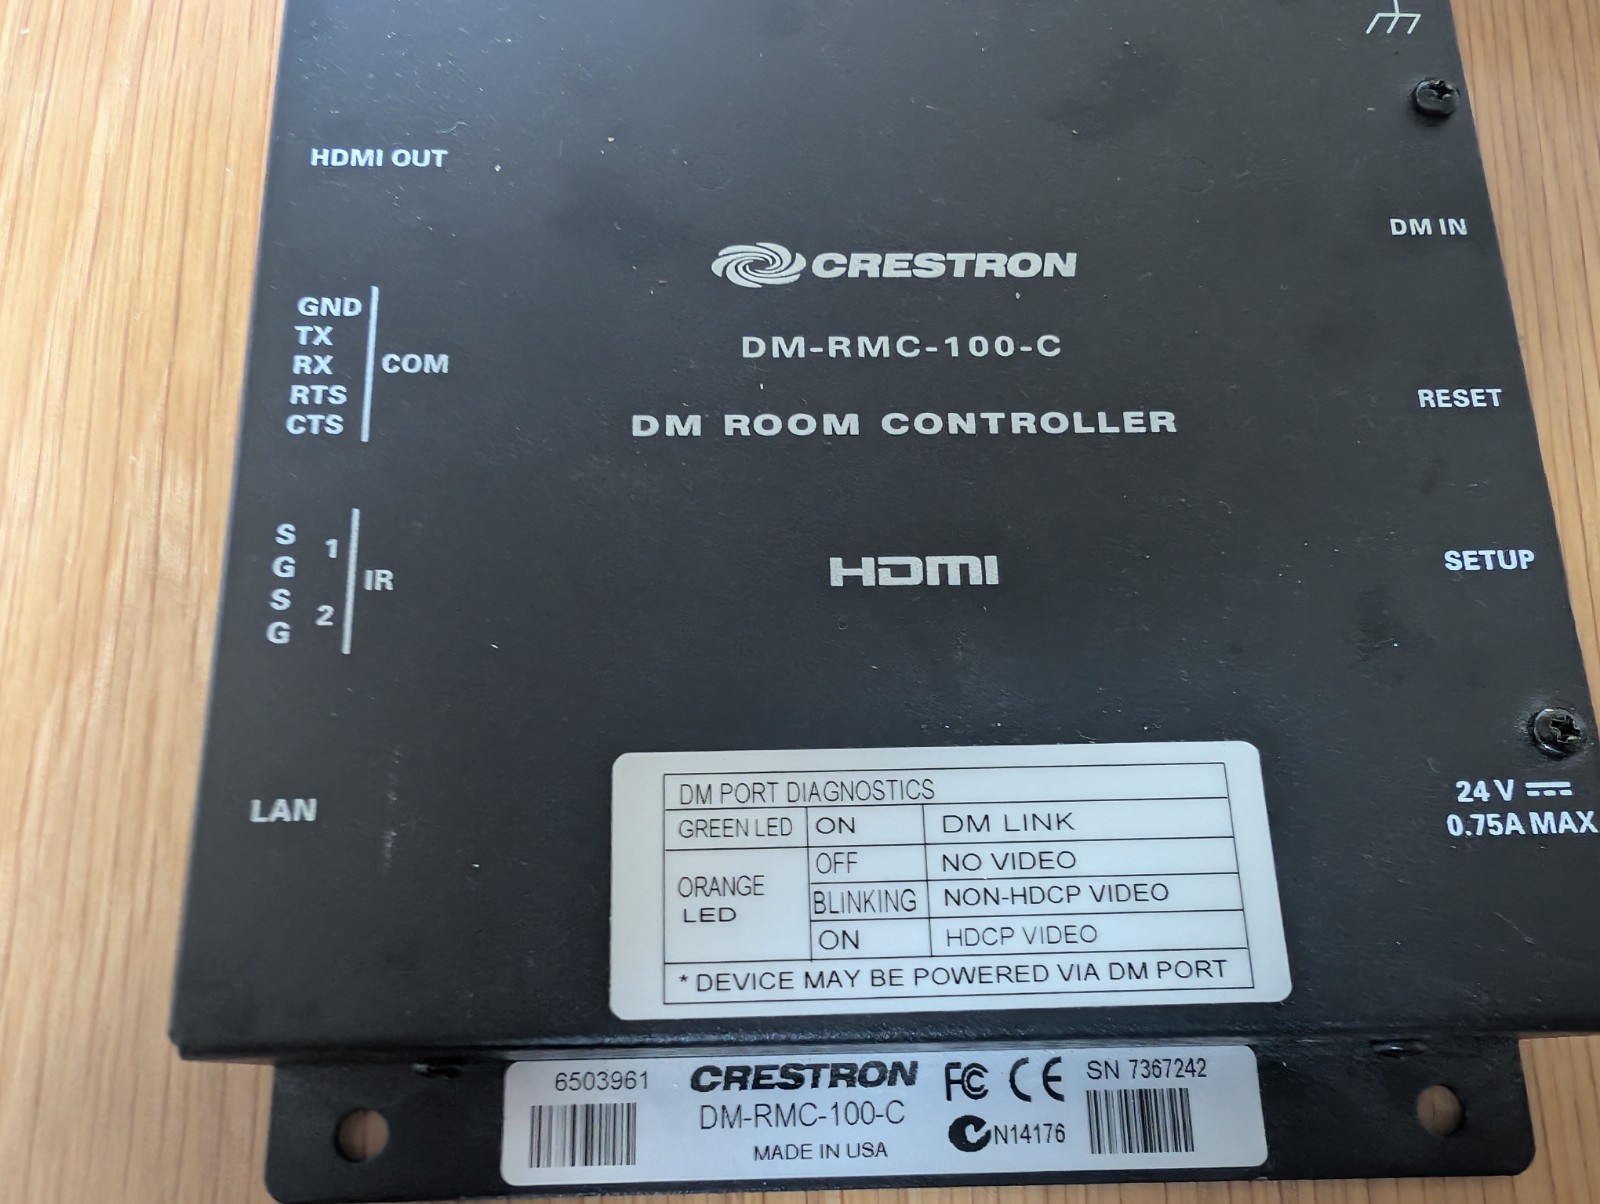 HDMI OUT
DM IN
CRESTRON
GND
TX
RX
RTS
CTS
COM
DM-RMC-100-C
RESET
DM ROOM CONTROLLER
S
G
1
S
G
2
IR
HDMI
SETUP
LAN
24 V
0.75A MAX
DM PORT DIAGNOSTICS
GREEN LED ON DM LINK
ORANGE LED
OFF NO VIDEO
BLINKING NON-HDCP VIDEO
ON HDCP VIDEO
* DEVICE MAY BE POWERED VIA DM PORT
6503961
CRESTRON
DM-RMC-100-C
MADE IN USA
FC CE
N14176
SN 7367242